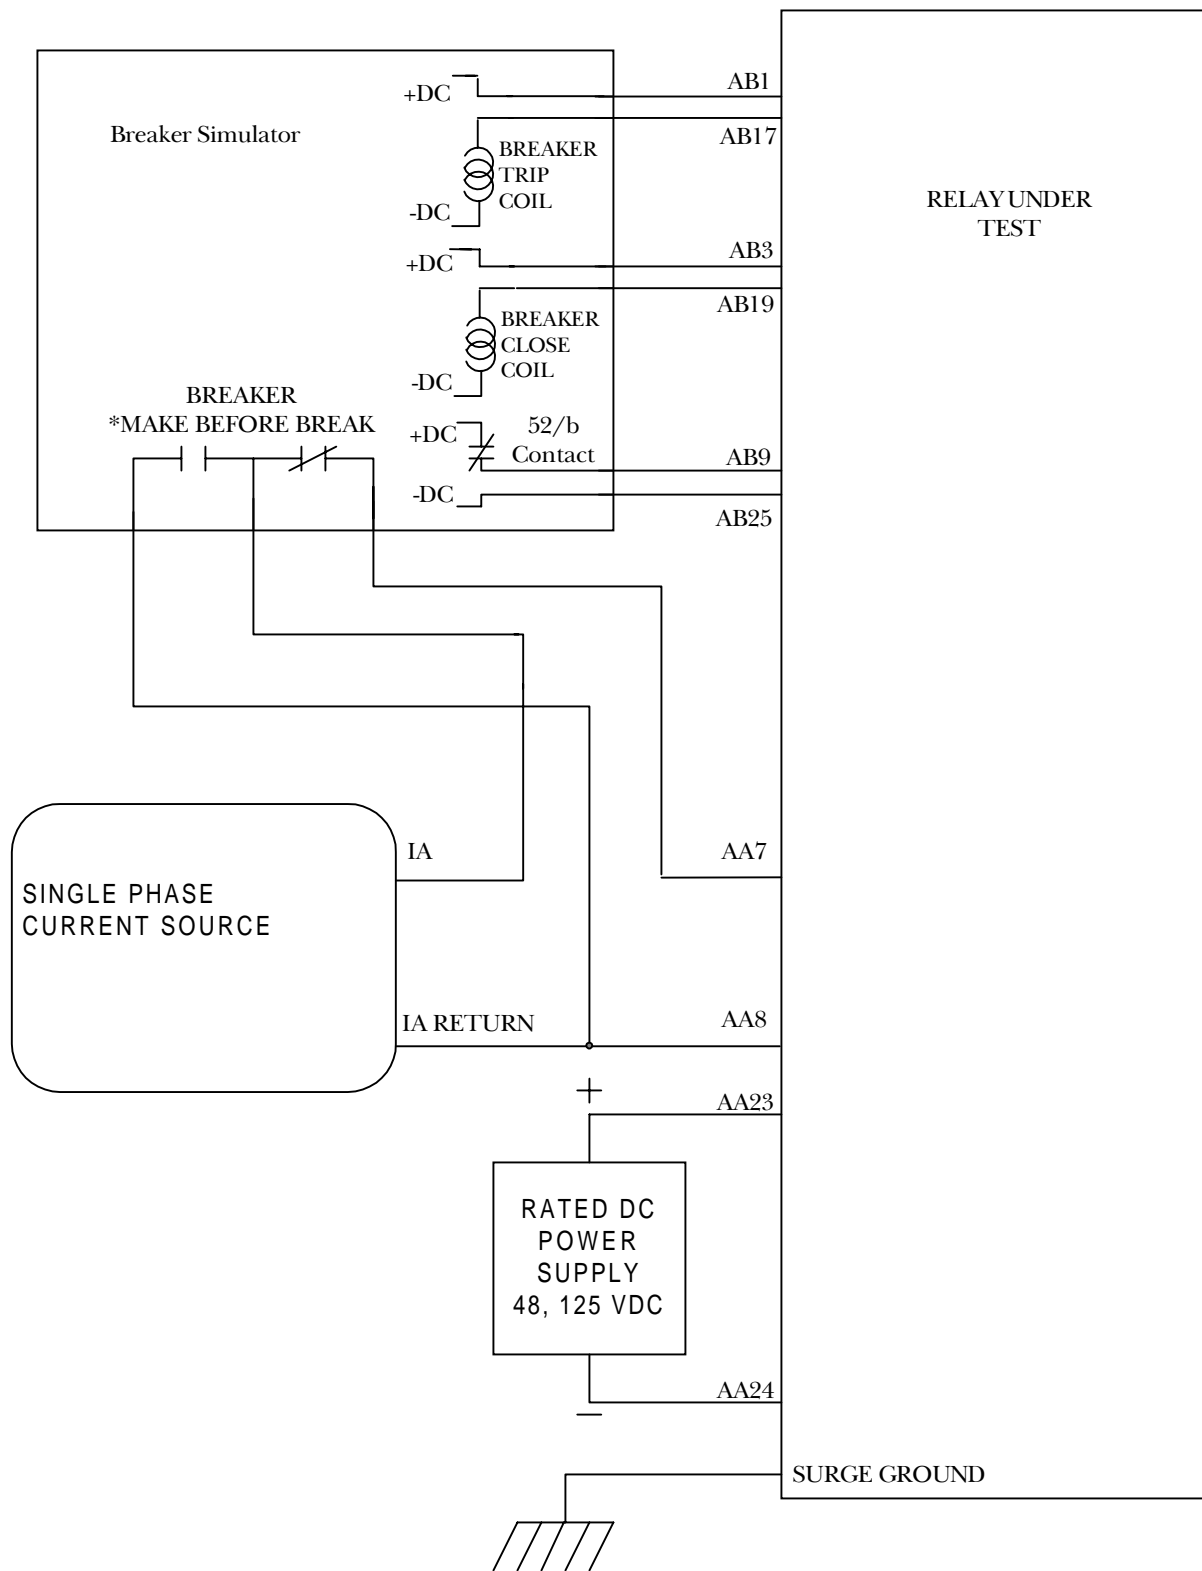 +DC
AB1
Breaker Simulator
AB17
BREAKER
TRIP
COIL
-DC
RELAY UNDER
TEST
+DC
AB3
AB19
BREAKER
CLOSE
COIL
-DC
BREAKER
*MAKE BEFORE BREAK
+DC
52/b
Contact
AB9
-DC
AB25
IA
AA7
SINGLE PHASE
CURRENT SOURCE
IA RETURN
AA8
+
AA23
RATED DC
POWER
SUPPLY
48, 125 VDC
AA24
—
SURGE GROUND